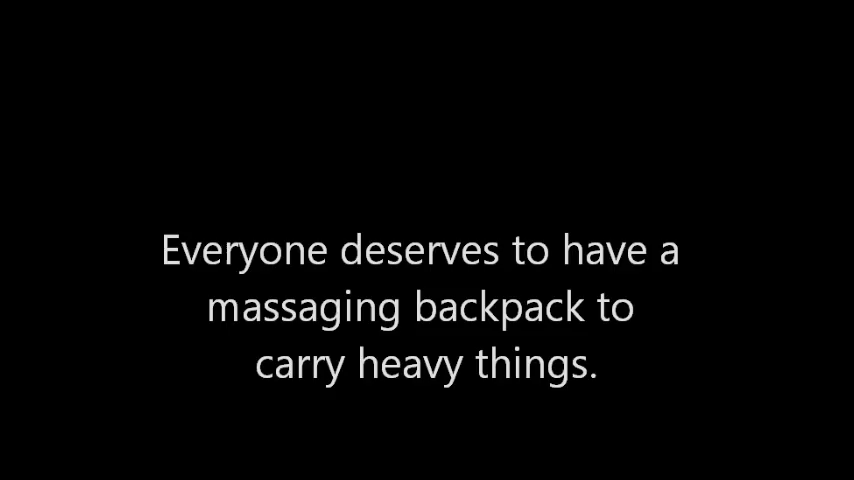 Everyone deserves to have a
massaging backpack to
carry heavy things.